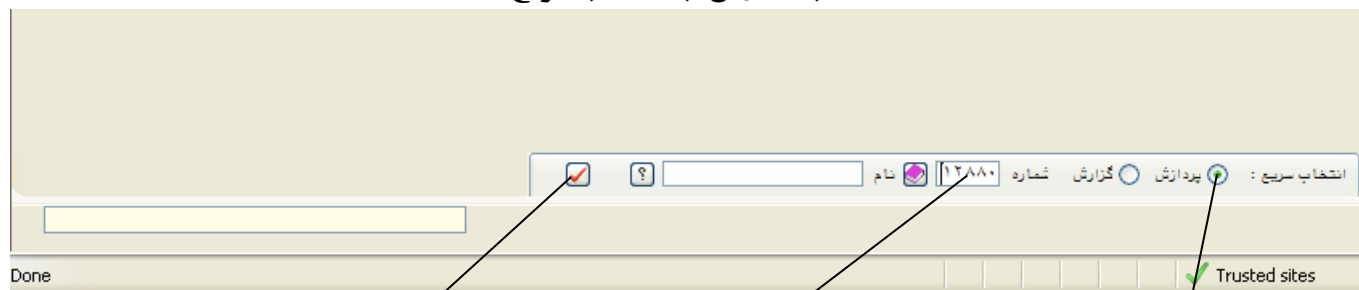 انتخاب سریع : پردازش گزارش شماره ۱۲۸۸۰ نام ؟
Done Trusted sites